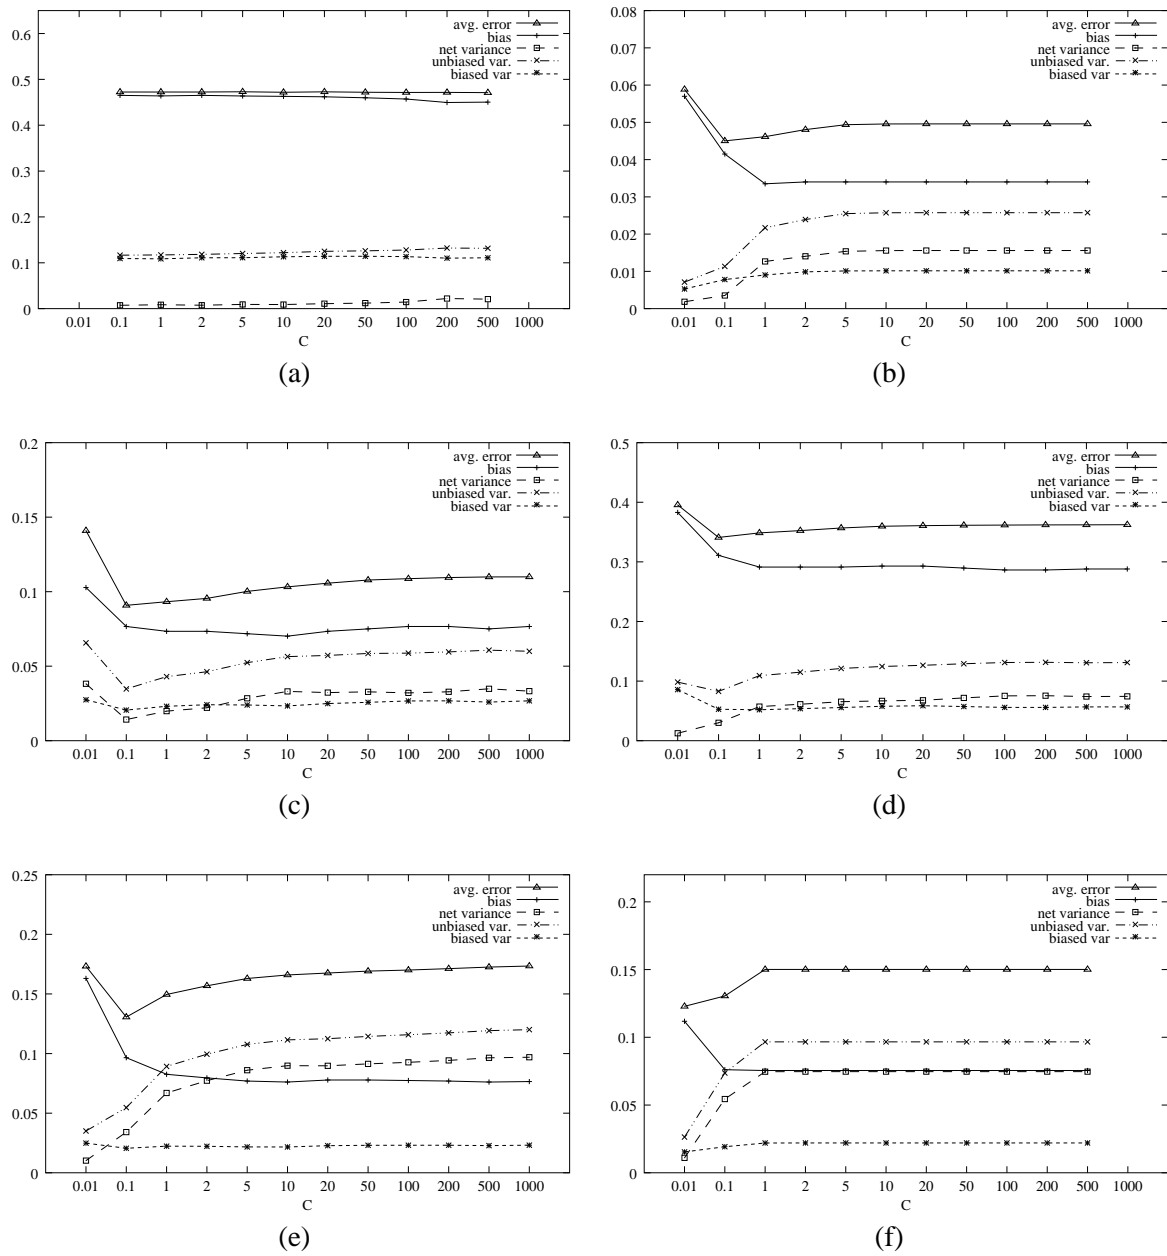 avg. error
bias
net variance
unbiased var.
biased var
0.6
0.5
0.4
0.3
0.2
0.1
0
0.01 0.1 1 2 5 10 20 50 100 200 500 1000
C
(a)
avg. error
bias
net variance
unbiased var.
biased var
0.08
0.07
0.06
0.05
0.04
0.03
0.02
0.01
0
0.01 0.1 1 2 5 10 20 50 100 200 500 1000
C
(b)
avg. error
bias
net variance
unbiased var.
biased var
0.2
0.15
0.1
0.05
0
0.01 0.1 1 2 5 10 20 50 100 200 500 1000
C
(c)
avg. error
bias
net variance
unbiased var.
biased var
0.5
0.4
0.3
0.2
0.1
0
0.01 0.1 1 2 5 10 20 50 100 200 500 1000
C
(d)
avg. error
bias
net variance
unbiased var.
biased var
0.25
0.2
0.15
0.1
0.05
0
0.01 0.1 1 2 5 10 20 50 100 200 500 1000
C
(e)
avg. error
bias
net variance
unbiased var.
biased var
0.2
0.15
0.1
0.05
0
0.01 0.1 1 2 5 10 20 50 100 200 500 1000
C
(f)